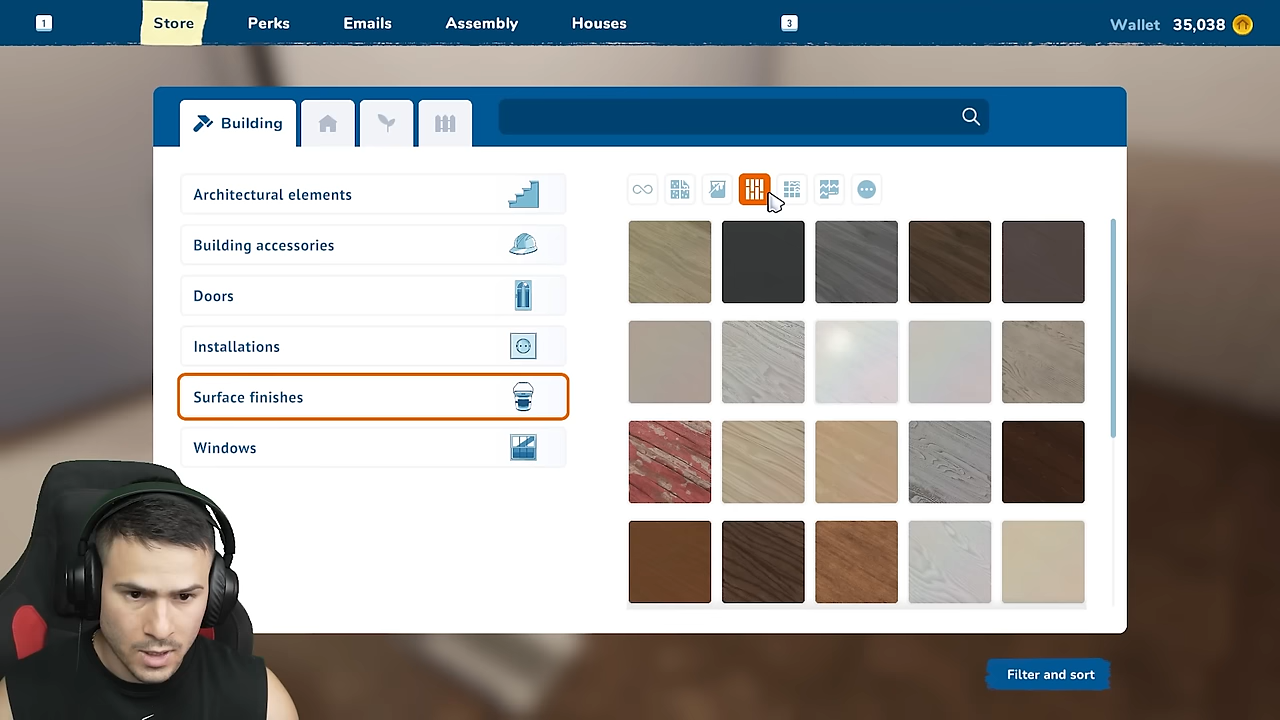 1 Store Perks Emails Assembly Houses 3 Wallet 35,038
Building
Architectural elements
Building accessories
Doors
Installations
Surface finishes
Windows
Filter and sort